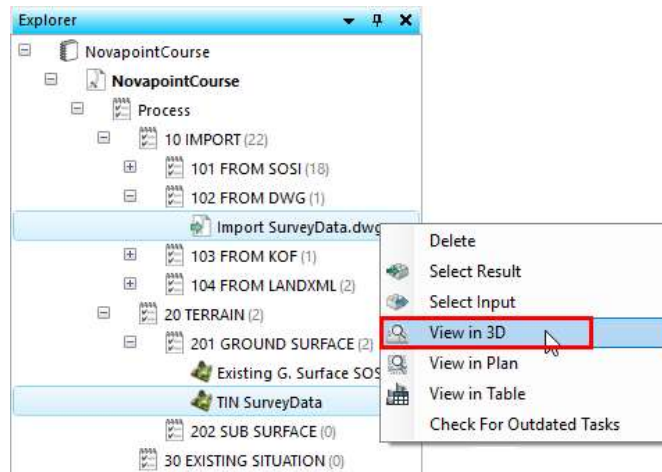 Explorer
NovapointCourse
NovapointCourse
Process
10 IMPORT (22)
101 FROM SOSI (18)
102 FROM DWG (1)
Import SurveyData.dwg
103 FROM KOF (1)
104 FROM LANDXML (2)
20 TERRAIN (2)
201 GROUND SURFACE (2)
Existing G. Surface SOS
TIN SurveyData
202 SUB SURFACE (0)
30 EXISTING SITUATION (0)
Delete
Select Result
Select Input
View in 3D
View in Plan
View in Table
Check For Outdated Tasks